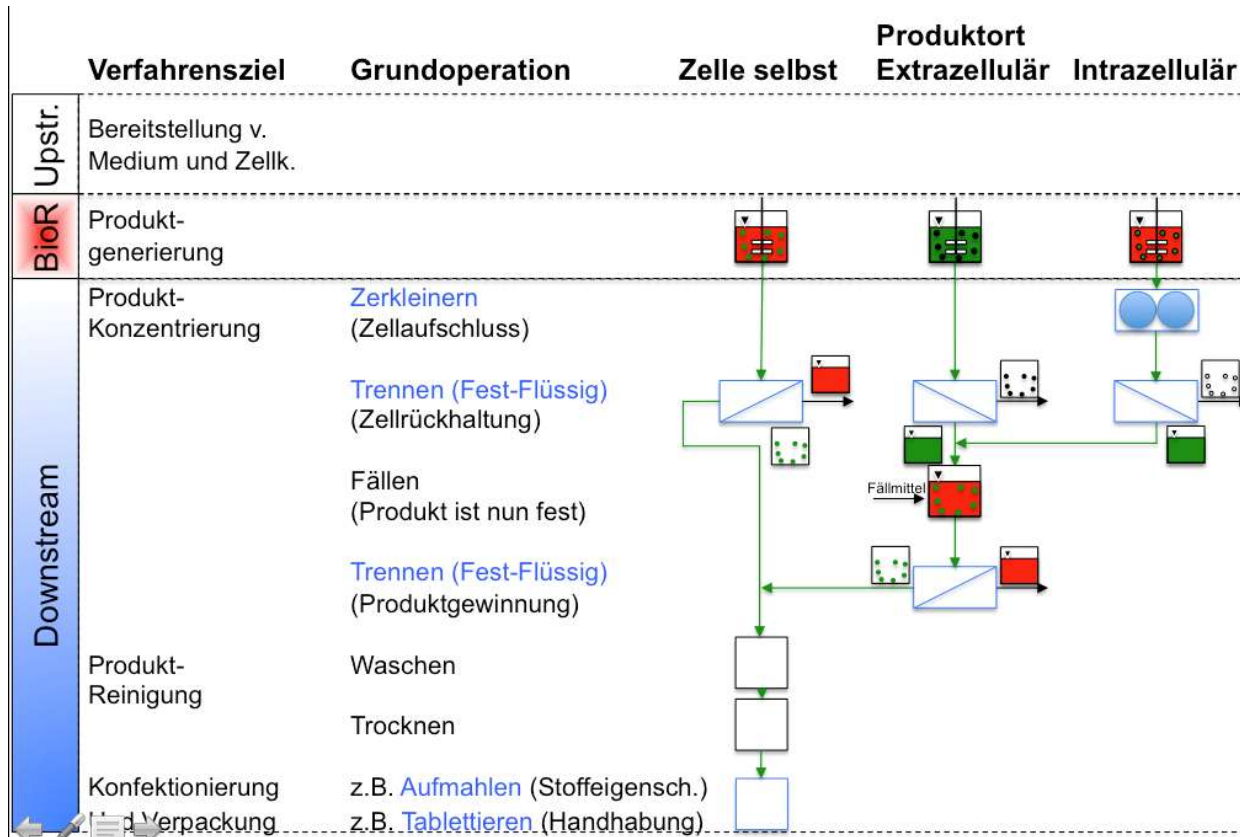 Produktort
Verfahrensziel Grundoperation Zelle selbst Extrazellulär Intrazellulär
Upstr.
Bereitstellung v.
Medium und Zellk.
BioR
Produkt-
generierung
Downstream
Produkt-
Konzentrierung
Zerkleinern
(Zellaufschluss)
Trennen (Fest-Flüssig)
(Zellrückhaltung)
Fällen
(Produkt ist nun fest)
Fällmittel
Trennen (Fest-Flüssig)
(Produktgewinnung)
Produkt-
Reinigung
Waschen
Trocknen
Konfektionierung
Und Verpackung
z.B. Aufmahlen (Stoffeigensch.)
z.B. Tablettieren (Handhabung)